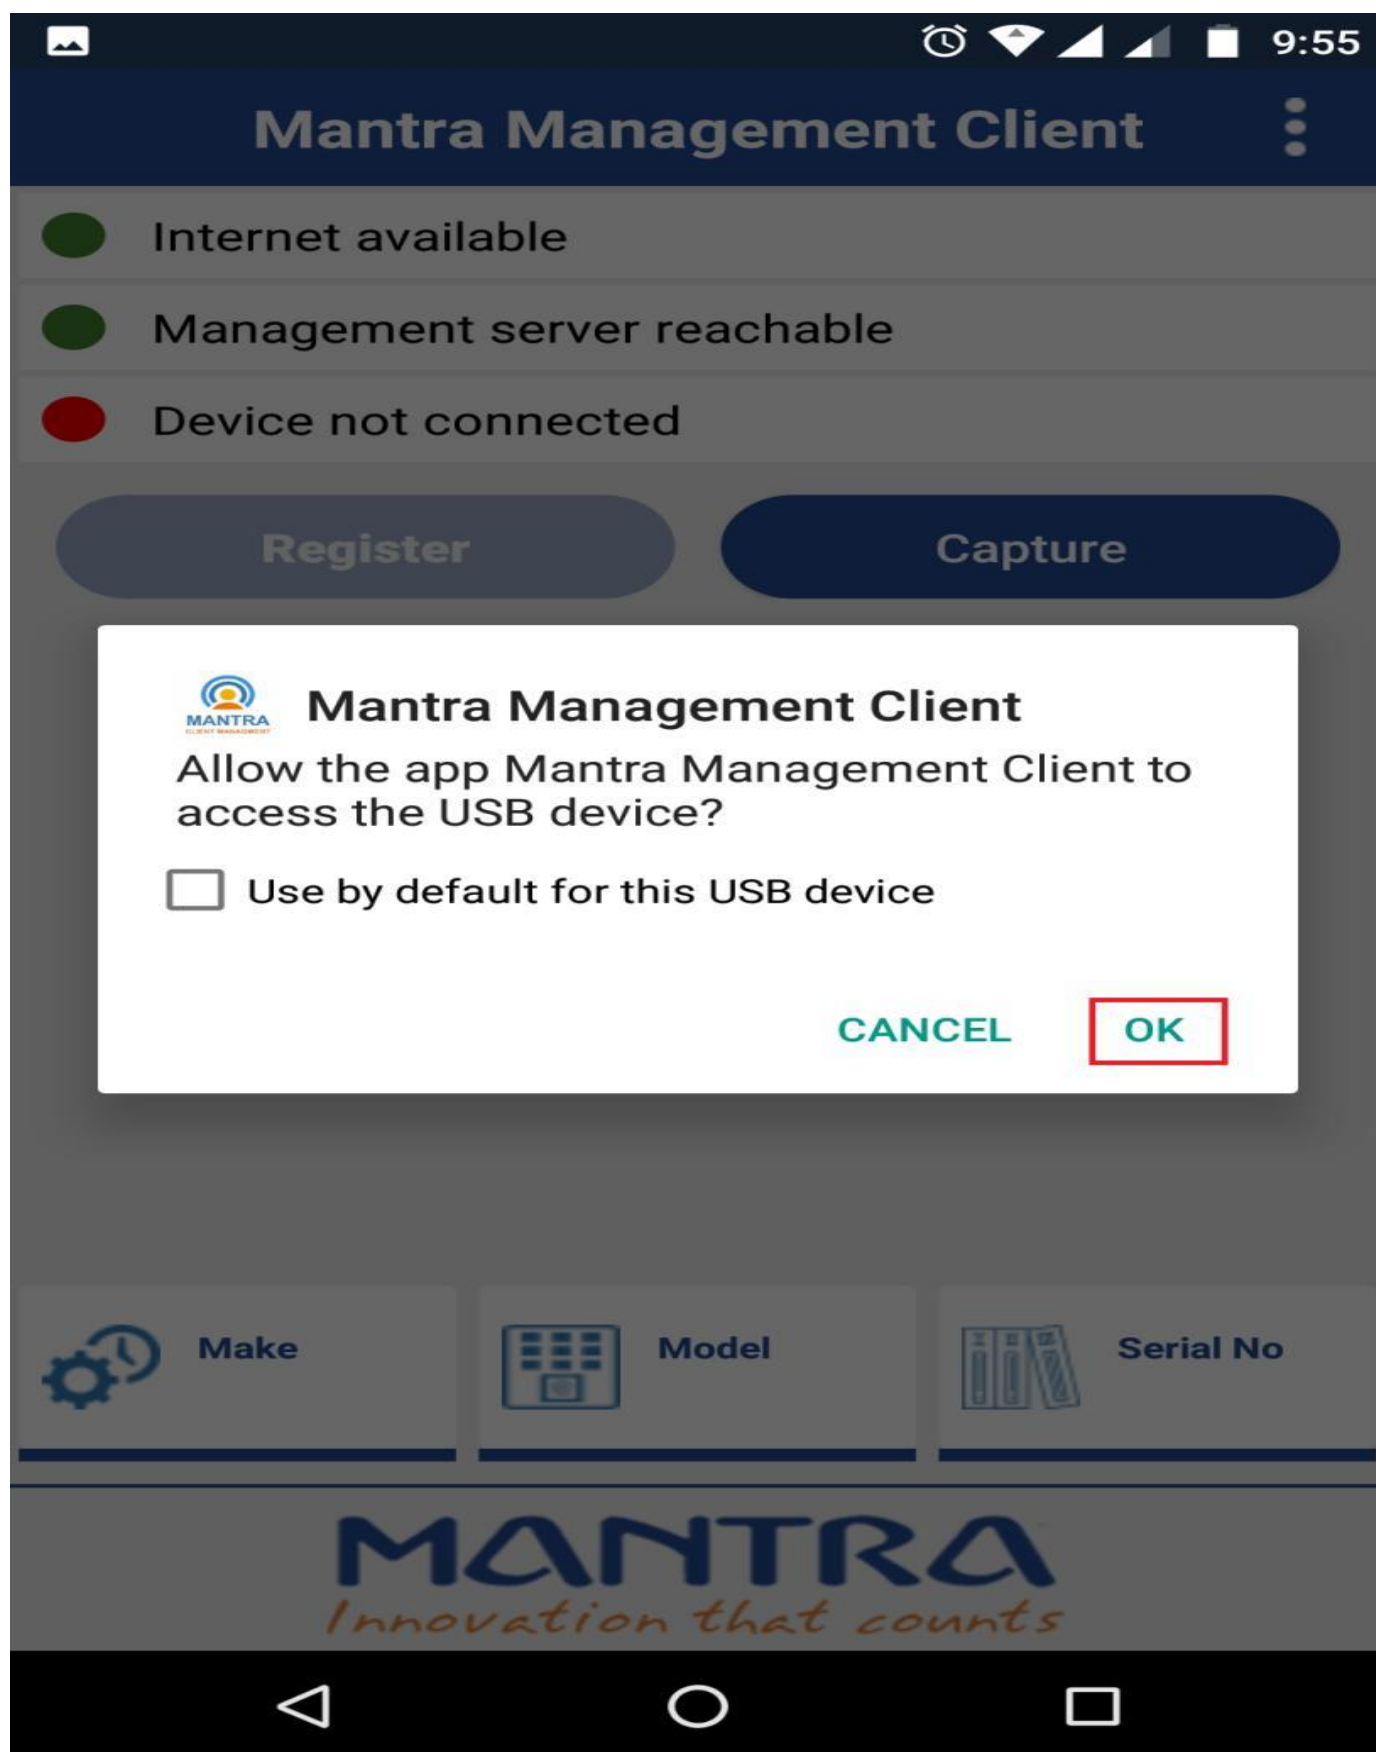 9:55
Mantra Management Client
Internet available
Management server reachable
Device not connected
Register Capture
MANTRA
CLIENT MANAGMENT
Mantra Management Client
Allow the app Mantra Management Client to
access the USB device?
Use by default for this USB device
CANCEL OK
Make Model Serial No
MANTRA
Innovation that counts